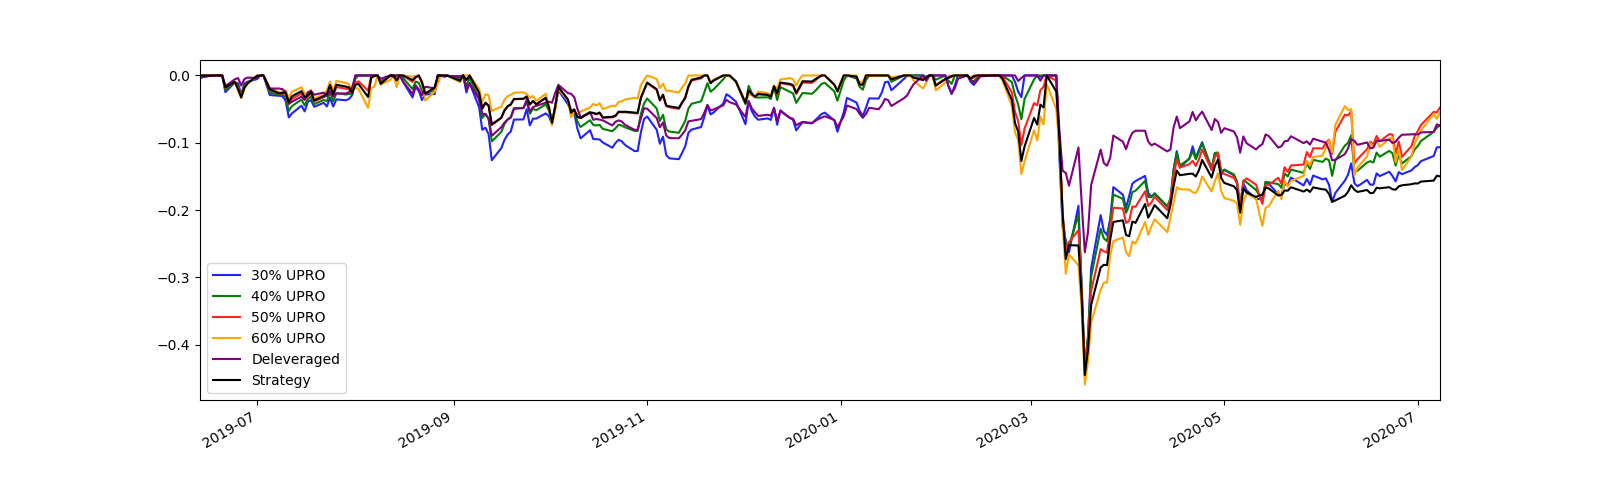 0.0
−0.1
−0.2
−0.3
−0.4
30% UPRO
40% UPRO
50% UPRO
60% UPRO
Deleveraged
Strategy
2019-07
2019-09
2019-11
2020-01
2020-03
2020-05
2020-07